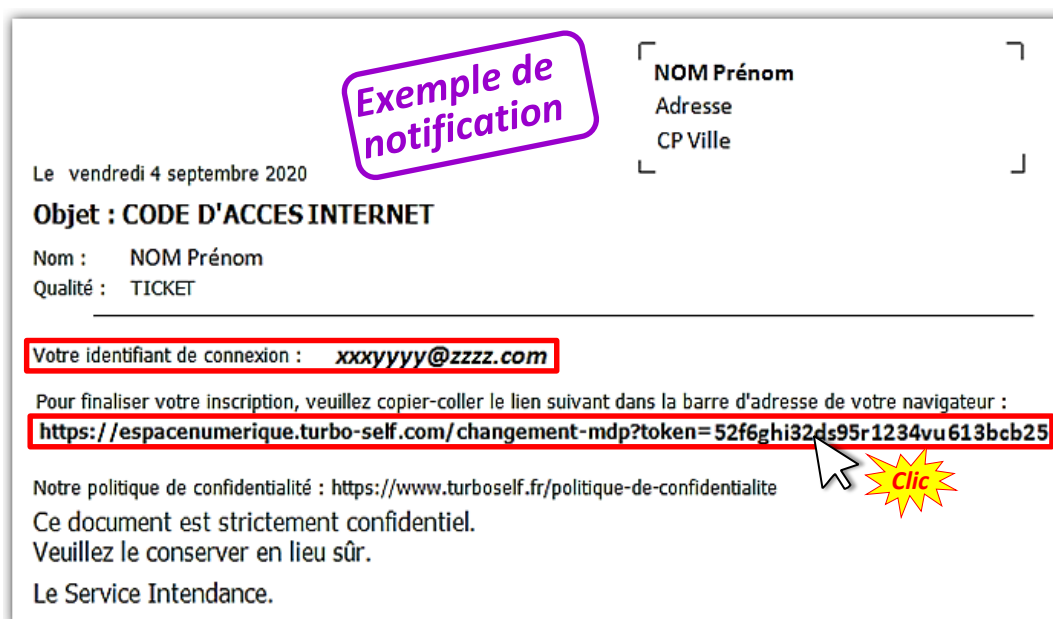 Exemple de
notification
NOM Prénom
Adresse
CP Ville
Le vendredi 4 septembre 2020
Objet : CODE D'ACCES INTERNET
Nom : NOM Prénom
Qualité : TICKET
Votre identifiant de connexion : xxxyyyy@zzzz.com
Pour finaliser votre inscription, veuillez copier-coller le lien suivant dans la barre d'adresse de votre navigateur :
https://espacenumerique.turbo-self.com/changement-mdp?token=52f6ghi32ds95r1234vu613bcb25
Clic
Notre politique de confidentialité : https://www.turboself.fr/politique-de-confidentialite
Ce document est strictement confidentiel.
Veuillez le conserver en lieu sûr.
Le Service Intendance.